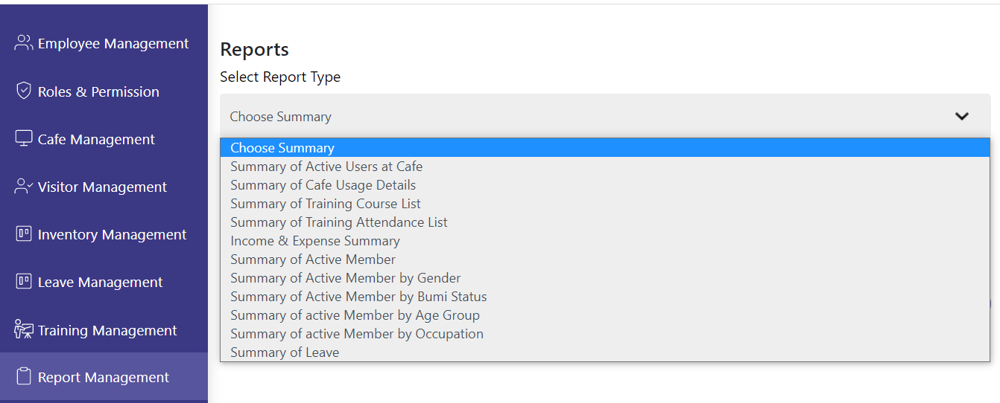 Employee Management
Roles & Permission
Cafe Management
Visitor Management
Inventory Management
Leave Management
Training Management
Report Management
Reports
Select Report Type
Choose Summary
Choose Summary
Summary of Active Users at Cafe
Summary of Cafe Usage Details
Summary of Training Course List
Summary of Training Attendance List
Income & Expense Summary
Summary of Active Member
Summary of Active Member by Gender
Summary of Active Member by Bumi Status
Summary of active Member by Age Group
Summary of active Member by Occupation
Summary of Leave